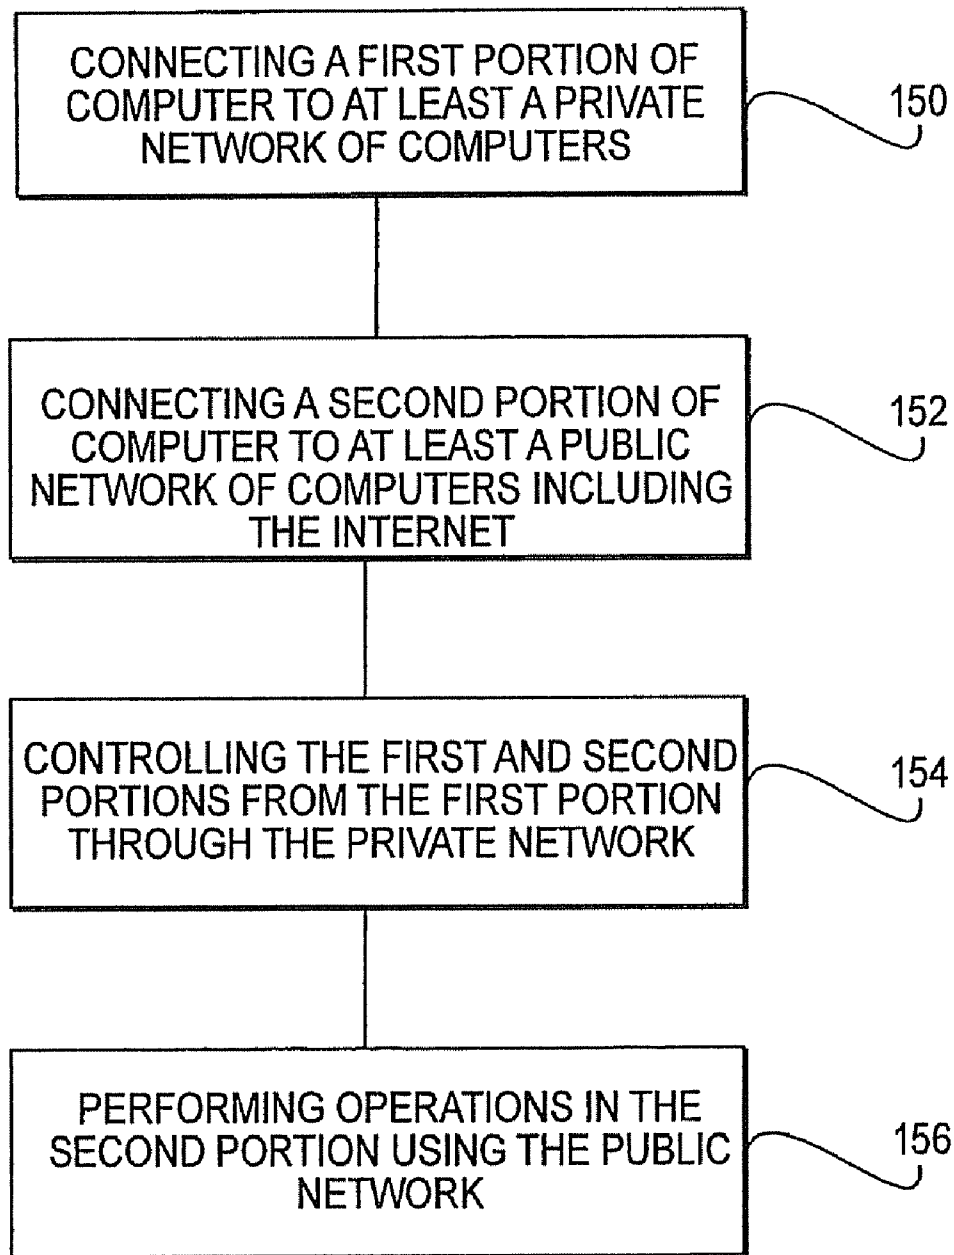 CONNECTING A FIRST PORTION OF
COMPUTER TO AT LEAST A PRIVATE
NETWORK OF COMPUTERS
150
CONNECTING A SECOND PORTION OF
COMPUTER TO AT LEAST A PUBLIC
NETWORK OF COMPUTERS INCLUDING
THE INTERNET
152
CONTROLLING THE FIRST AND SECOND
PORTIONS FROM THE FIRST PORTION
THROUGH THE PRIVATE NETWORK
154
PERFORMING OPERATIONS IN THE
SECOND PORTION USING THE PUBLIC
NETWORK
156